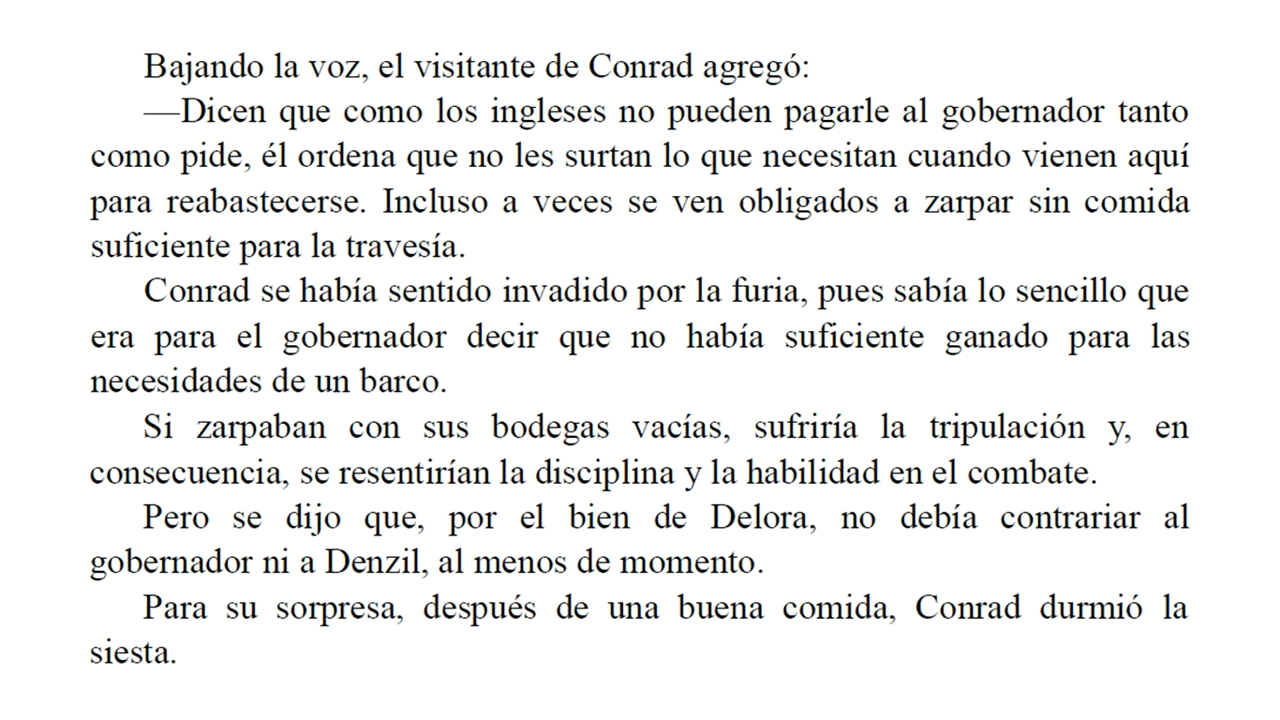 Bajando la voz, el visitante de Conrad agregó:
—Dicen que como los ingleses no pueden pagarle al gobernador tanto
como pide, él ordena que no les surtan lo que necesitan cuando vienen aquí
para reabastecerse. Incluso a veces se ven obligados a zarpar sin comida
suficiente para la travesía.
Conrad se había sentido invadido por la furia, pues sabía lo sencillo que
era para el gobernador decir que no había suficiente ganado para las
necesidades de un barco.
Si zarpaban con sus bodegas vacías, sufriría la tripulación y, en
consecuencia, se resentirían la disciplina y la habilidad en el combate.
Pero se dijo que, por el bien de Delora, no debía contrariar al
gobernador ni a Denzil, al menos de momento.
Para su sorpresa, después de una buena comida, Conrad durmió la
siesta.